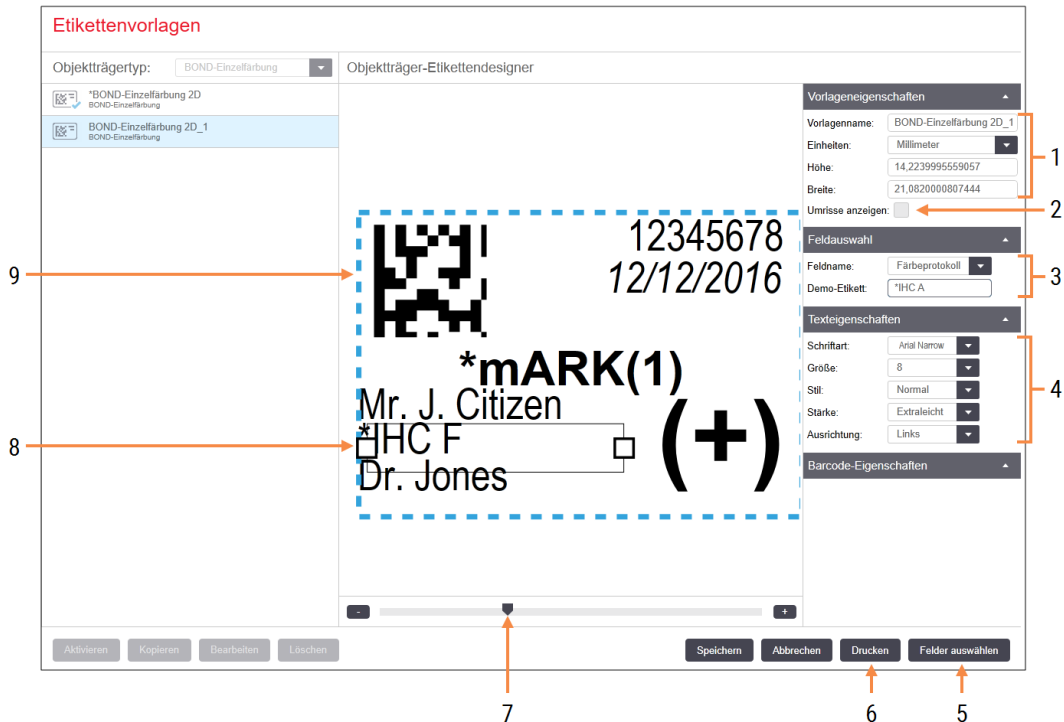 Etikettenvorlagen
Objektträgertyp: BOND-Einzelfärbung
Objektträger-Etikettendesigner
*BOND-Einzelfärbung 2D
BOND-Einzelfärbung
BOND-Einzelfärbung 2D_1
BOND-Einzelfärbung
12345678
12/12/2016
*mARK(1)
Mr. J. Citizen
*IHC F
Dr. Jones
(+)
Vorlageneigenschaften
Vorlagenname: BOND-Einzelfärbung 2D_1
Einheiten: Millimeter
Höhe: 14,2239995559057
Breite: 21,0820000807444
Umrisse anzeigen:
Feldauswahl
Feldname: Färbeprotokoll
Demo-Etikett: *IHC A
Texteigenschaften
Schriftart: Arial Narrow
Größe: 8
Stil: Normal
Stärke: Extraleicht
Ausrichtung: Links
Barcode-Eigenschaften
- +
Aktivieren Kopieren Bearbeiten Löschen
Speichern Abbrechen Drucken Felder auswählen
1
2
3
4
5
6
7
8
9